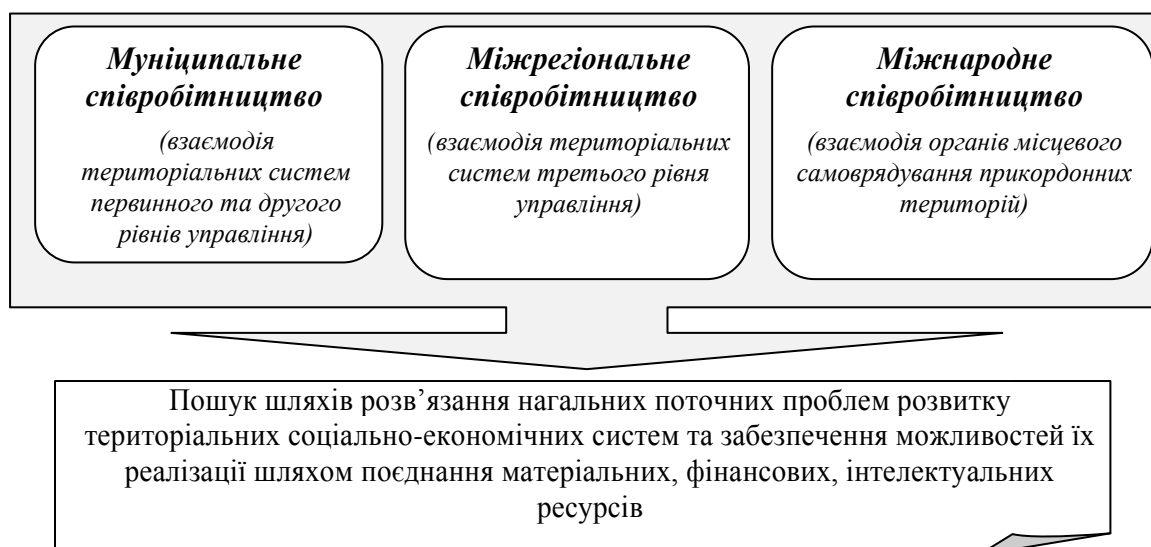 Муніципальне
співробітництво
(взаємодія
територіальних систем
первинного та другого
рівнів управління)
Міжрегіональне
співробітництво
(взаємодія територіальних
систем третього рівня
управління)
Міжнародне
співробітництво
(взаємодія органів місцевого
самоврядування прикордонних
територій)
Пошук шляхів розв’язання нагальних поточних проблем розвитку
територіальних соціально-економічних систем та забезпечення можливостей їх
реалізації шляхом поєднання матеріальних, фінансових, інтелектуальних
ресурсів